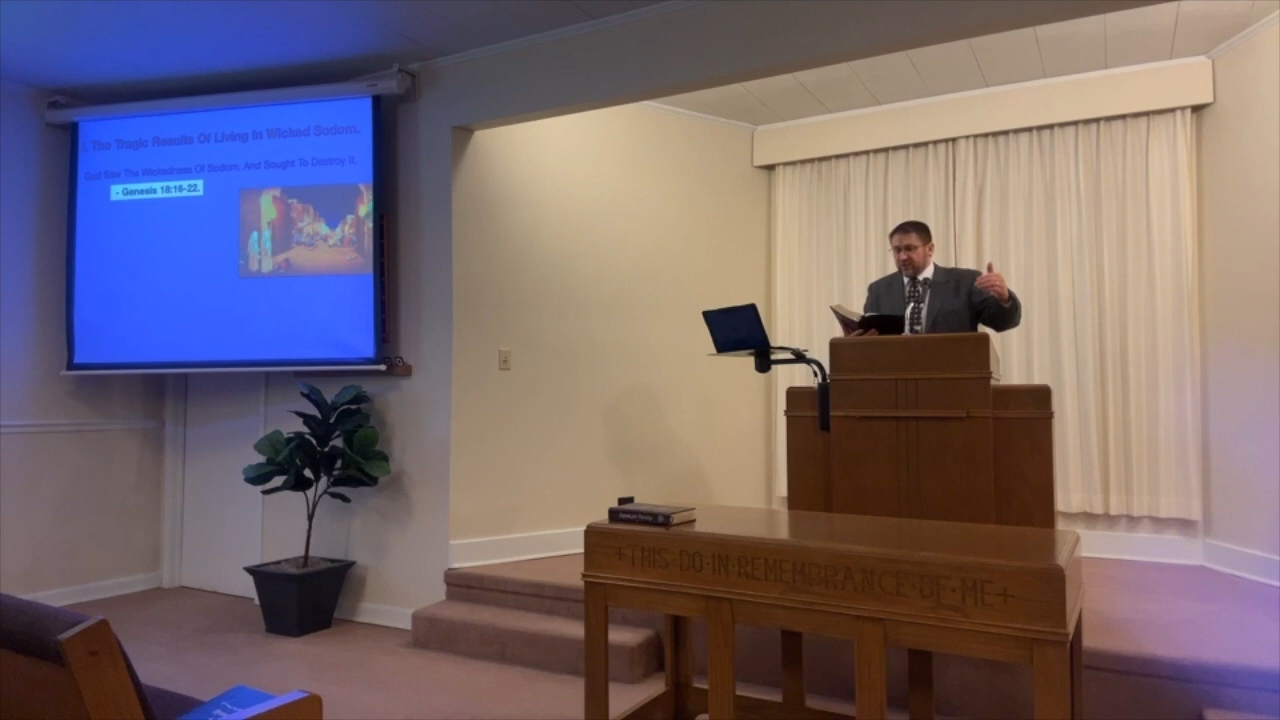 I. The Tragic Results Of Living In Wicked Sodom.
God Saw The Wickedness Of Sodom, And Sought To Destroy It.
- Genesis 18:16-22.
+THIS·DO·IN·REMEMBRANCE·OF·ME+